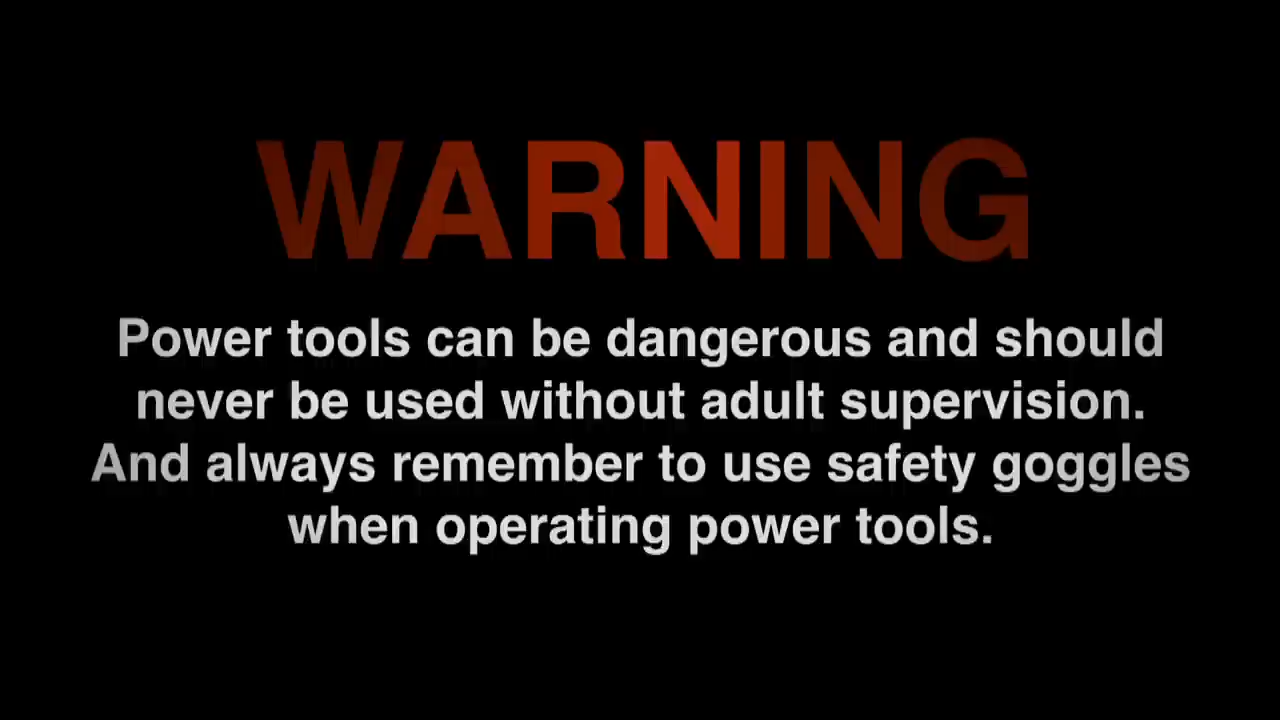 WARNING
Power tools can be dangerous and should
never be used without adult supervision.
And always remember to use safety goggles
when operating power tools.